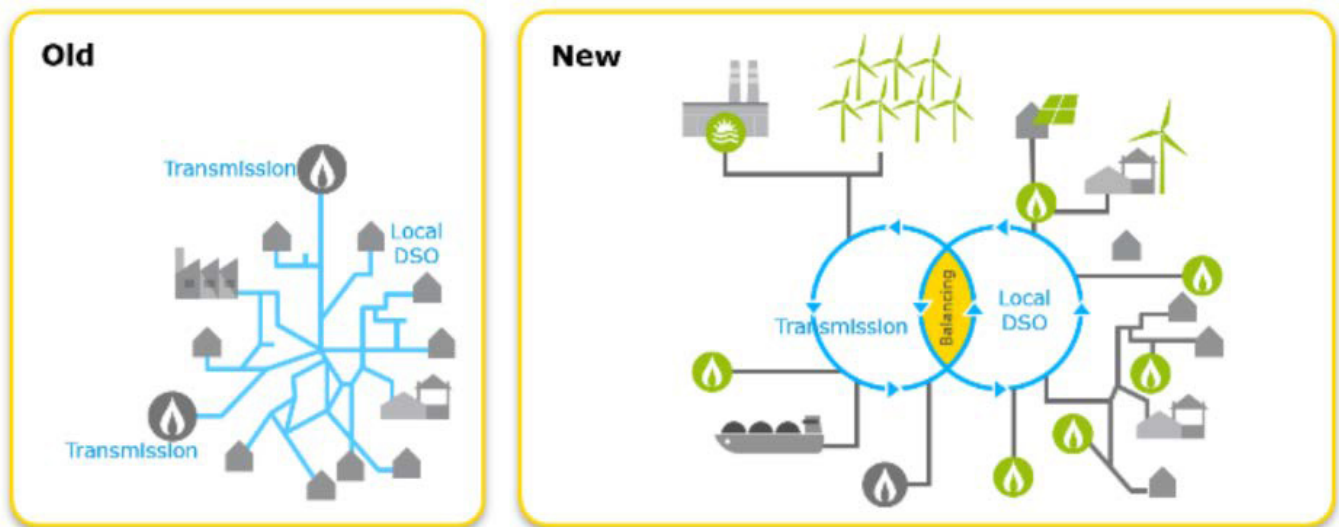 Old
Transmission
Local
DSO
Transmission
New
Transmission
Balancing
Local
DSO